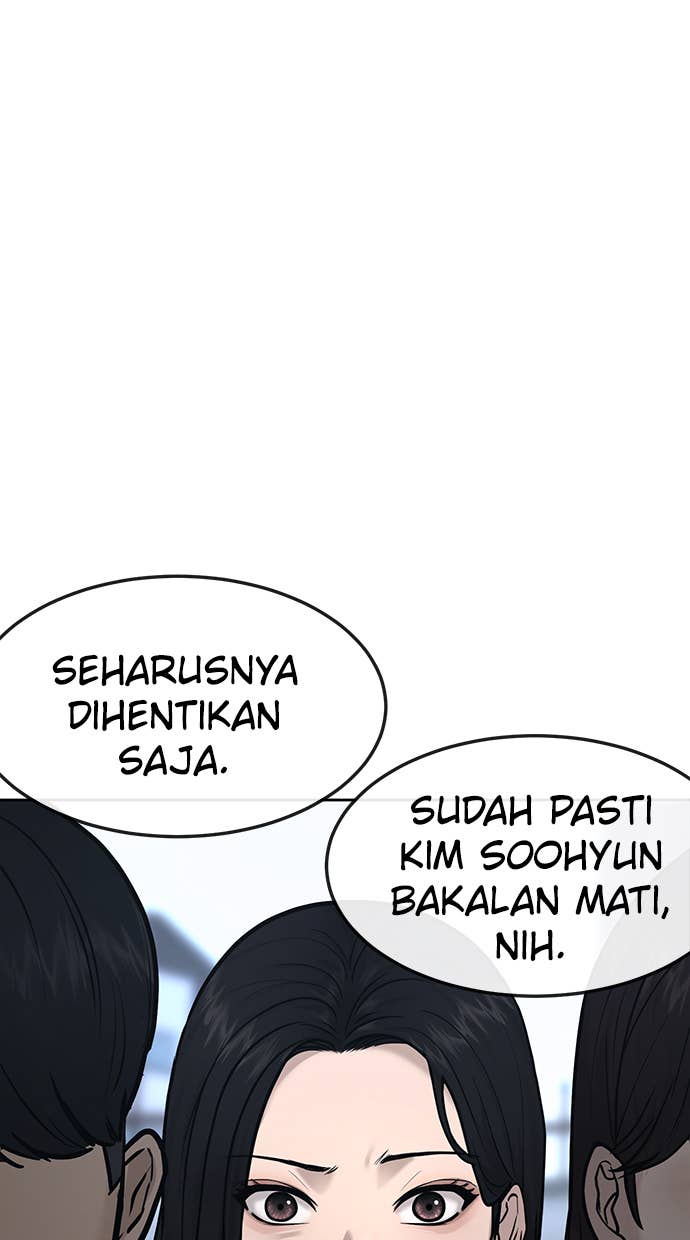 SEHARUSNYA
DIHENTIKAN
SAJA.
SUDAH PASTI
KIM SOOHYUN
BAKALAN MATI,
NIH.